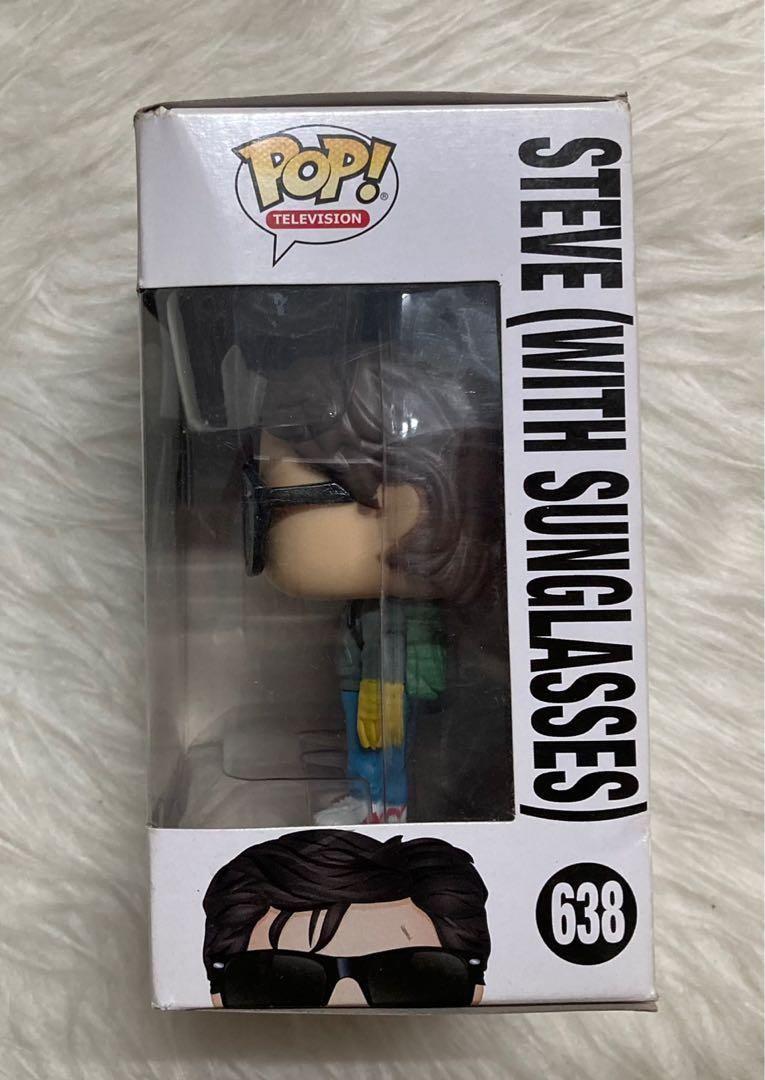 POP!®
TELEVISION
STEVE (WITH SUNGLASSES)
638